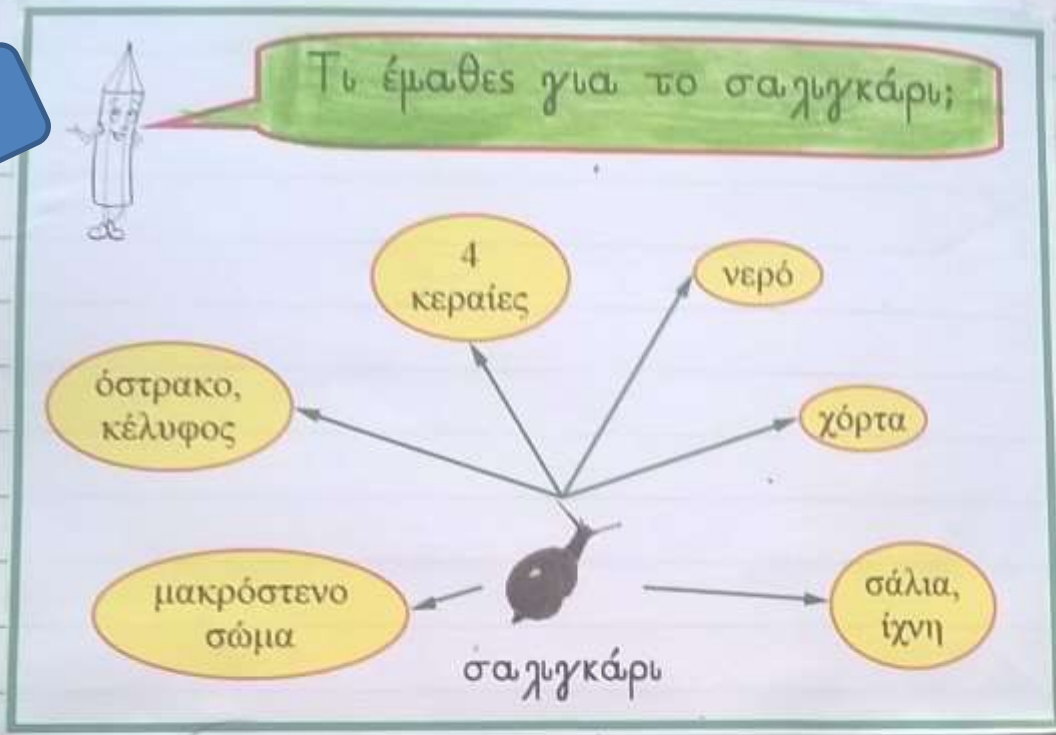 Τι έμαθες για το σαλιγκάρι;
4
κεραίες
νερό
όστρακο,
κέλυφος
χόρτα
μακρόστενο
σώμα
σάλια,
ίχνη
σαλιγκάρι